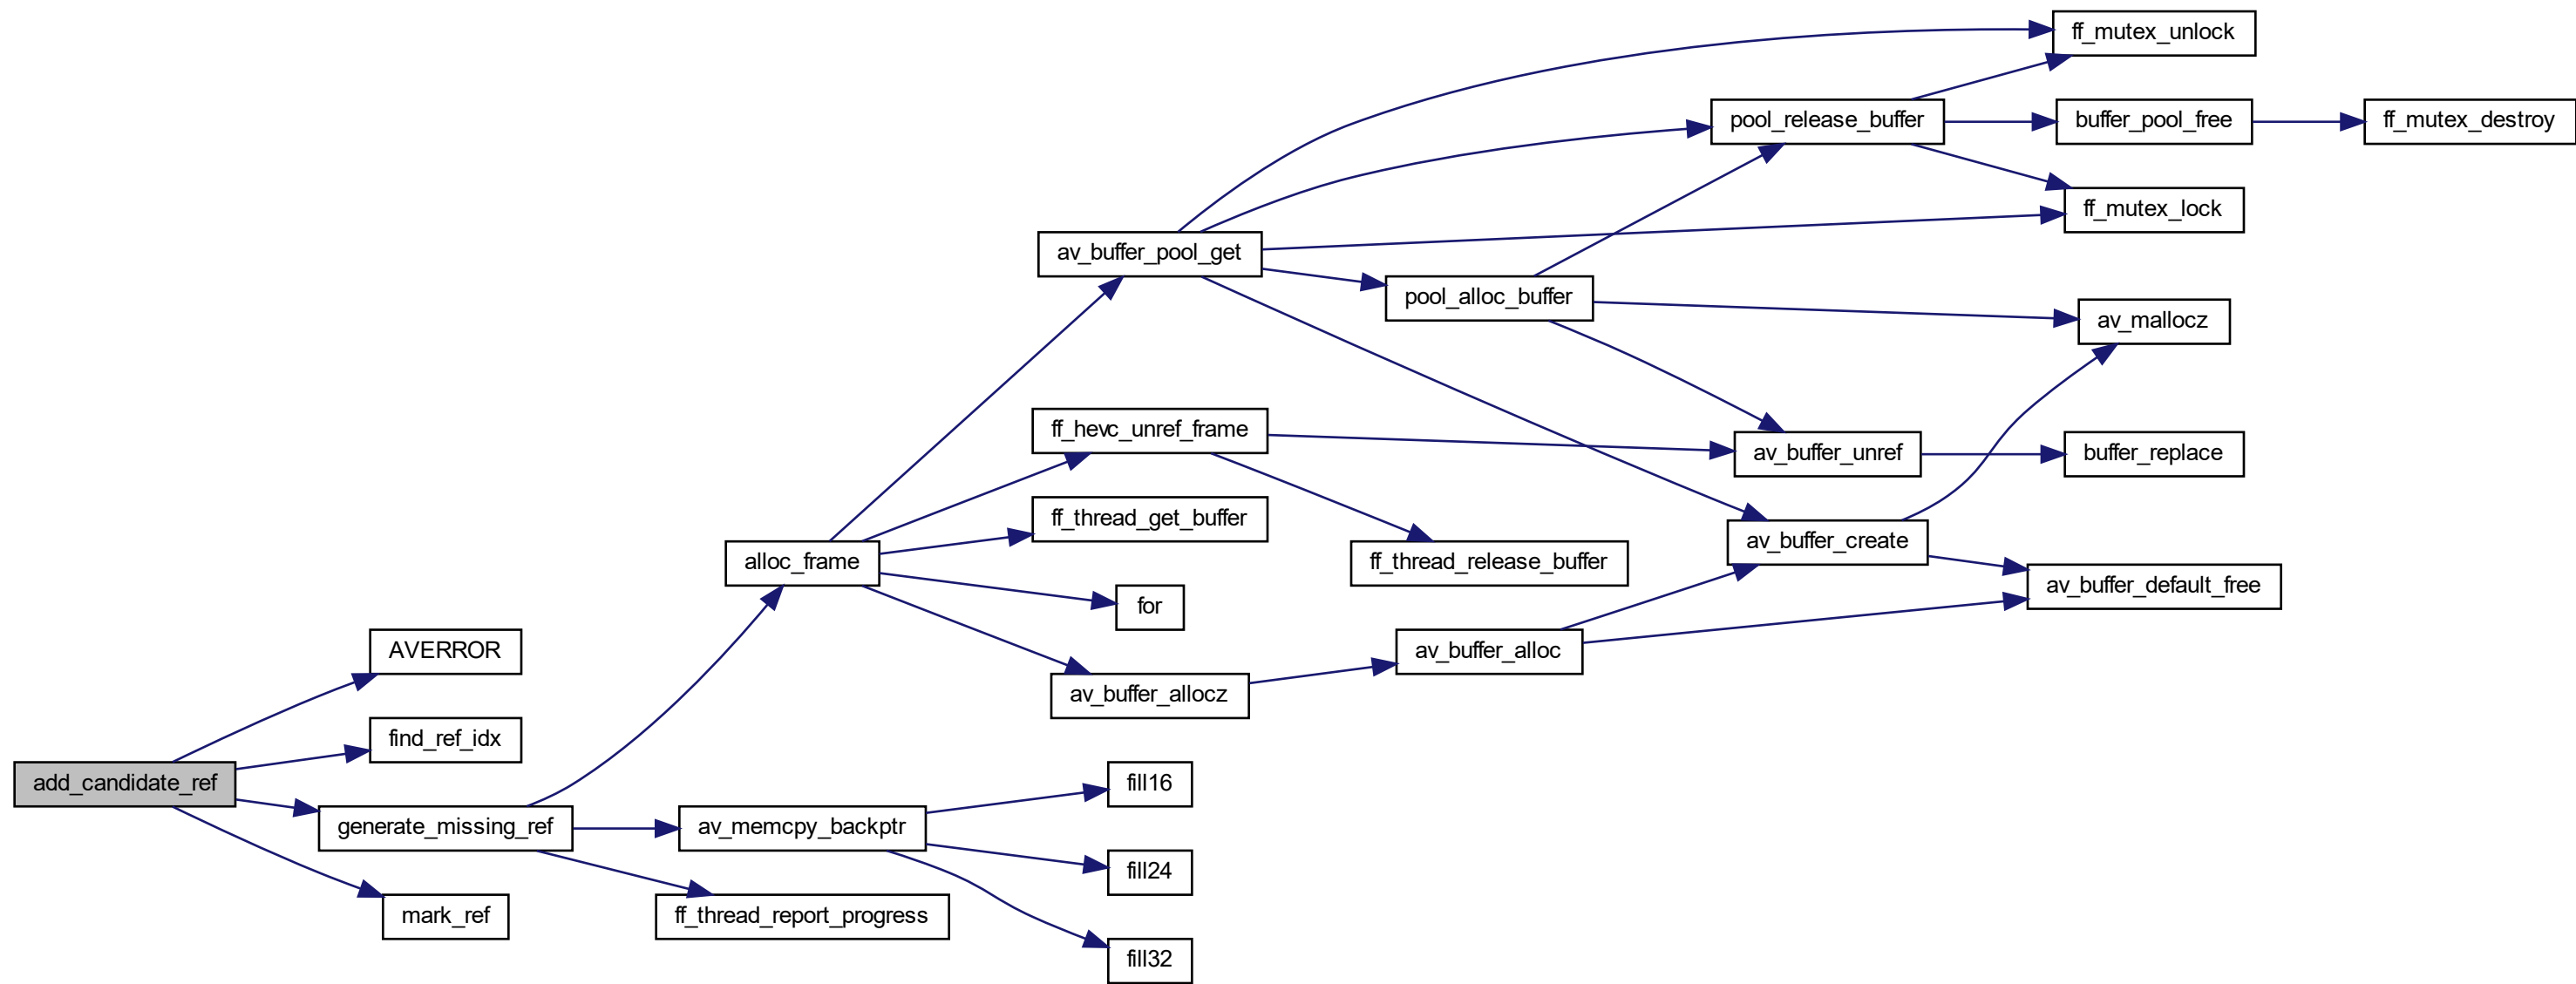 ff_mutex_unlock
pool_release_buffer
buffer_pool_free
ff_mutex_destroy
ff_mutex_lock
av_buffer_pool_get
pool_alloc_buffer
av_mallocz
ff_hevc_unref_frame
av_buffer_unref
buffer_replace
ff_thread_get_buffer
av_buffer_create
alloc_frame
ff_thread_release_buffer
av_buffer_default_free
for
AVERROR
av_buffer_alloc
av_buffer_allocz
find_ref_idx
add_candidate_ref
fill16
generate_missing_ref
av_memcpy_backptr
fill24
mark_ref
ff_thread_report_progress
fill32